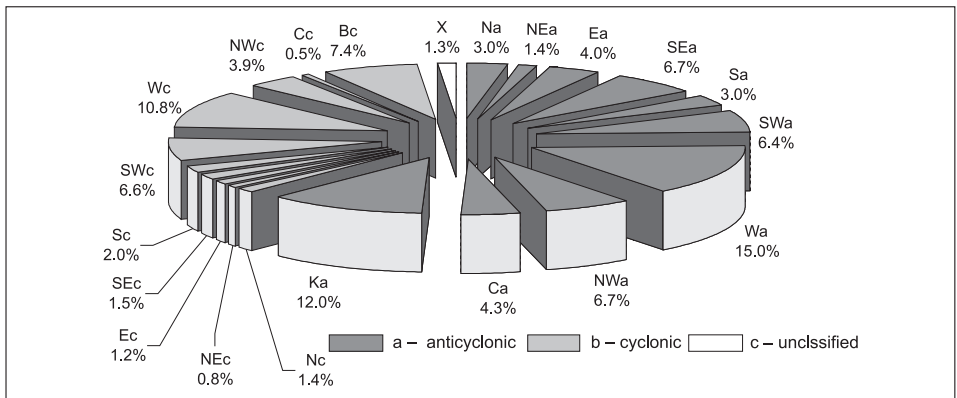 X
1.3%
Na
3.0%
NEa
1.4%
Ea
4.0%
SEa
6.7%
Sa
3.0%
SWa
6.4%
Wa
15.0%
NWa
6.7%
Ca
4.3%
Ka
12.0%
Nc
1.4%
NEc
0.8%
Ec
1.2%
SEc
1.5%
Sc
2.0%
SWc
6.6%
Wc
10.8%
NWc
3.9%
Cc
0.5%
Bc
7.4%
a – anticyclonic
b – cyclonic
c – unclssified